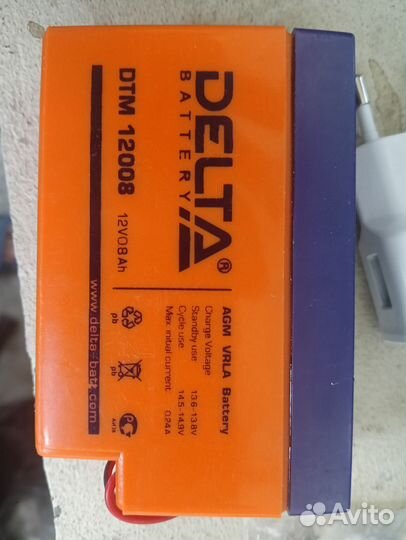 DELTA®
BATTERY
DTM 12008
12V0.8Ah
AGM VRLA Battery
Charge Voltage
Standby use 13.6-13.8V
Cycle use 14.5-14.9V
Max. initial current: 0.24A
pb
pb
www.delta-batt.com
Avito